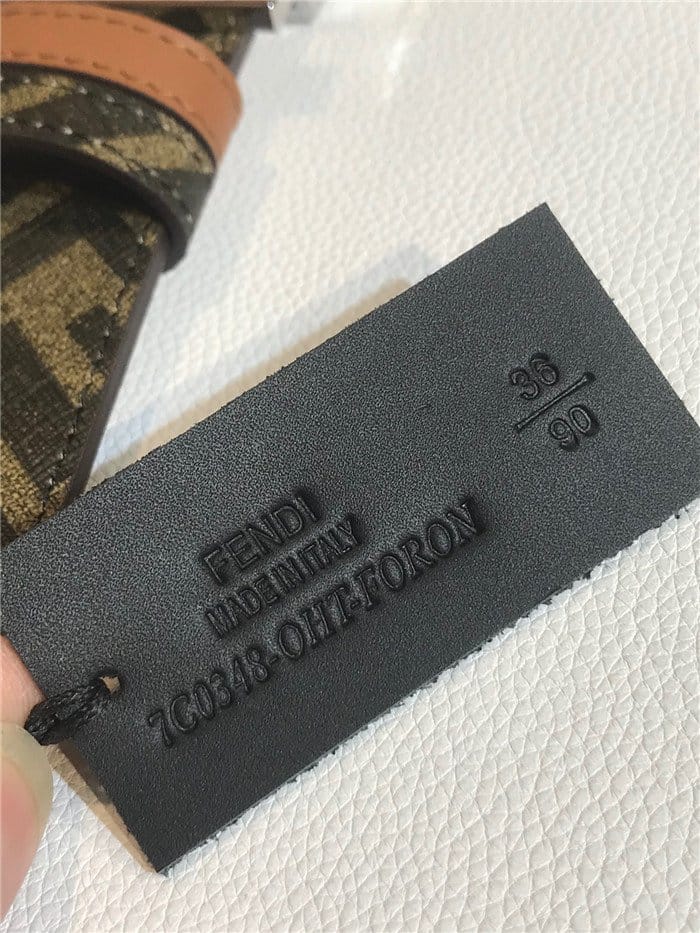 FENDI
MADE IN ITALY
7C0348-OHT-FORON
36
90